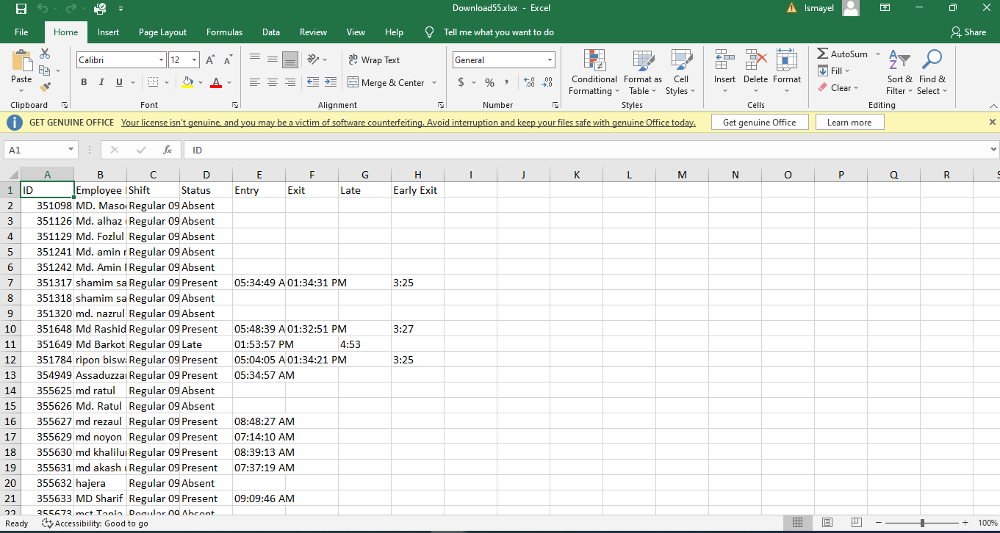 Download55.xlsx - Excel
Ismayel
File Home Insert Page Layout Formulas Data Review View Help Tell me what you want to do Share
Paste
Calibri 12
B I U A
Wrap Text
Merge & Center
General
$ % ,
Conditional Formatting
Format as Table
Cell Styles
Insert Delete Format
AutoSum
Fill
Clear
Sort & Filter
Find & Select
Clipboard Font Alignment Number Styles Cells Editing
GET GENUINE OFFICE Your license isn't genuine, and you may be a victim of software counterfeiting. Avoid interruption and keep your files safe with genuine Office today. Get genuine Office Learn more
A1 fx ID
A B C D E F G H I J K L M N O P Q R
1 ID Employee Shift Status Entry Exit Late Early Exit
2 351098 MD. Masoo Regular 09 Absent
3 351126 Md. alhaz Regular 09 Absent
4 351129 Md. Fozlul Regular 09 Absent
5 351241 Md. amin Regular 09 Absent
6 351242 Md. Amin Regular 09 Absent
7 351317 shamim sa Regular 09 Present 05:34:49 A 01:34:31 PM 3:25
8 351318 shamim sa Regular 09 Absent
9 351320 md. nazrul Regular 09 Absent
10 351648 Md Rashid Regular 09 Present 05:48:39 A 01:32:51 PM 3:27
11 351649 Md Barkot Regular 09 Late 01:53:57 PM 4:53
12 351784 ripon bisw Regular 09 Present 05:04:05 A 01:34:21 PM 3:25
13 354949 Assaduzza Regular 09 Present 05:34:57 AM
14 355625 md ratul Regular 09 Absent
15 355626 Md. Ratul Regular 09 Absent
16 355627 md rezaul Regular 09 Present 08:48:27 AM
17 355629 md noyon Regular 09 Present 07:14:10 AM
18 355630 md khalilu Regular 09 Present 08:39:13 AM
19 355631 md akash Regular 09 Present 07:37:19 AM
20 355632 hajera Regular 09 Absent
21 355633 MD Sharif Regular 09 Present 09:09:46 AM
22 355673 mst Tania Regular 09 Absent
Ready Accessibility: Good to go 100%